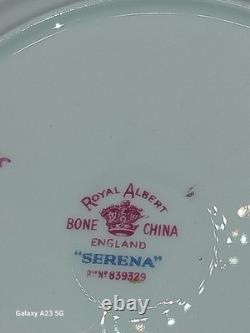 ROYAL ALBERT
BONE CHINA
ENGLAND
"SERENA"
Rᴰ Nº 839329
Galaxy A23 5G